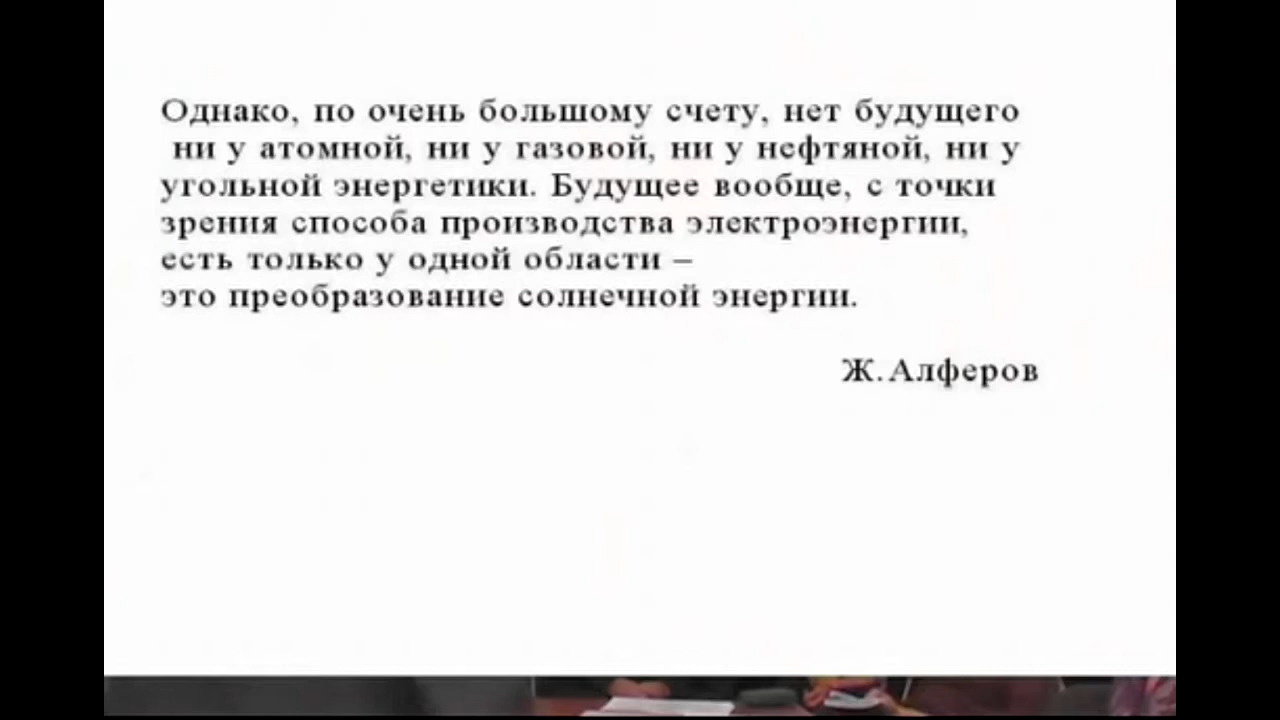 Однако, по очень большому счету, нет будущего
ни у атомной, ни у газовой, ни у нефтяной, ни у
угольной энергетики. Будущее вообще, с точки
зрения способа производства электроэнергии,
есть только у одной области –
это преобразование солнечной энергии.
Ж.Алферов